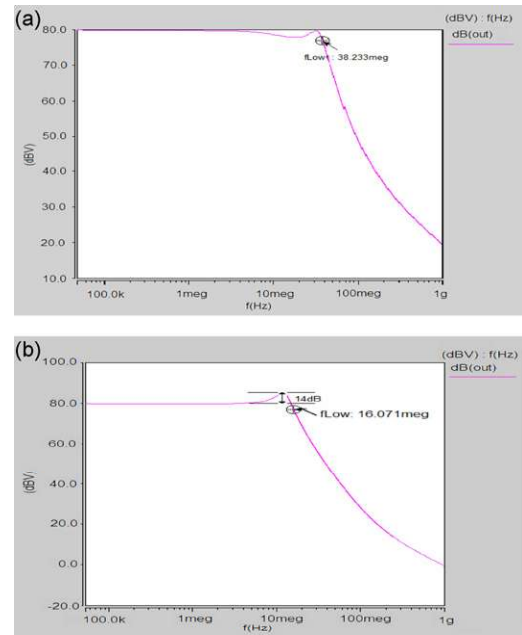 (a)
(dBV) : f(Hz)
dB(out)
80.0
70.0
60.0
50.0
40.0
30.0
20.0
10.0
(dBV)
fLow : 38.233meg
100.0k 1meg 10meg 100meg 1g
f(Hz)
(b)
(dBV) : f(Hz)
dB(out)
100.0
80.0
60.0
40.0
20.0
0.0
-20.0
(dBV)
14dB
fLow: 16.071meg
100.0k 1meg 10meg 100meg 1g
f(Hz)